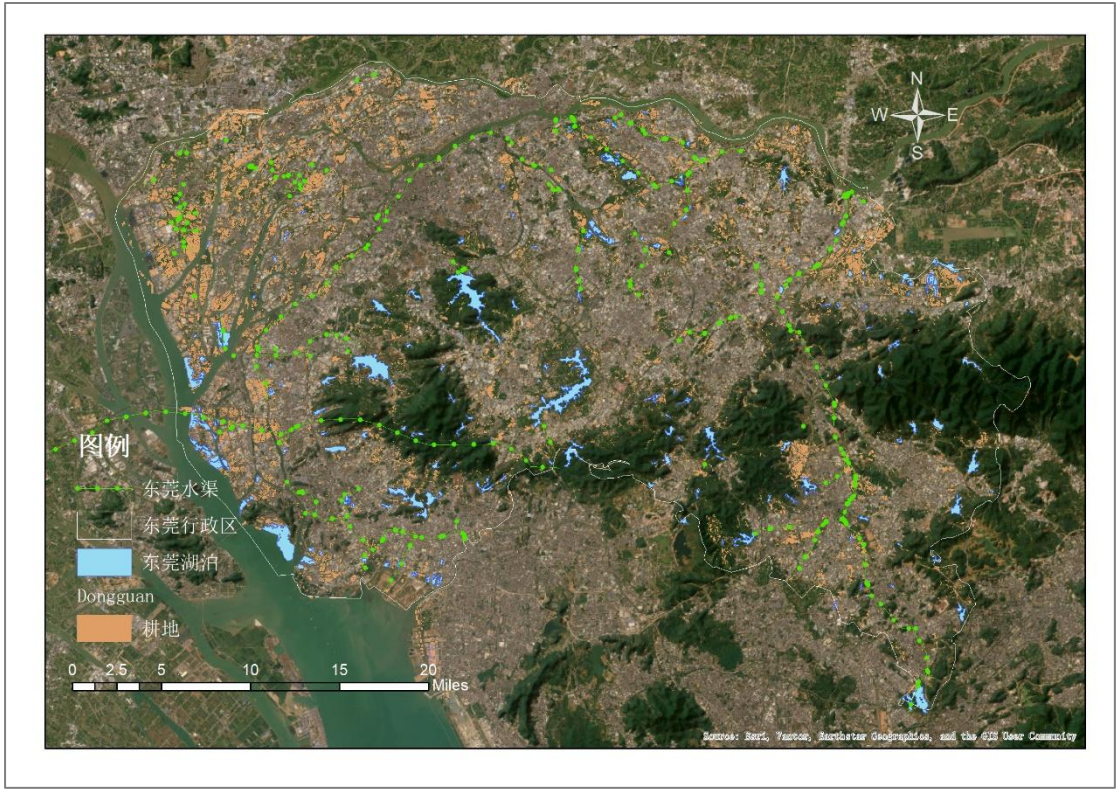 N
W E
S
图例
东莞水渠
东莞行政区
东莞湖泊
Dongguan
耕地
0 2.5 5 10 15 20
Miles
Source: Esri, Vantor, Earthstar Geographics, and the GIS User Community